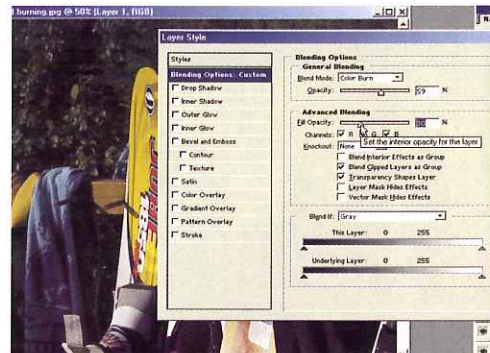 burning.jpg @ 50% (Layer 1, RGB)
Layer Style
Styles
Blending Options: Custom
Drop Shadow
Inner Shadow
Outer Glow
Inner Glow
Bevel and Emboss
Contour
Texture
Satin
Color Overlay
Gradient Overlay
Pattern Overlay
Stroke
Blending Options
General Blending
Blend Mode: Color Burn
Opacity: 59 %
Advanced Blending
Fill Opacity: %
Channels: R G B
Set the interior opacity for the layer
Knockout: None
Blend Interior Effects as Group
Blend Clipped Layers as Group
Transparency Shapes Layer
Layer Mask Hides Effects
Vector Mask Hides Effects
Blend If: Gray
This Layer: 0 255
Underlying Layer: 0 255